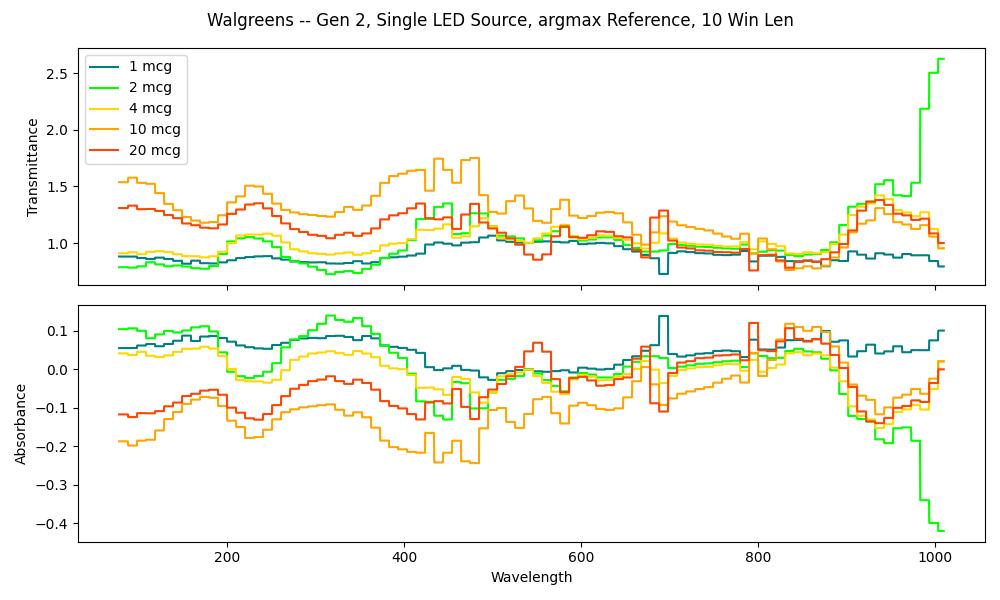 Walgreens -- Gen 2, Single LED Source, argmax Reference, 10 Win Len
2.5
2.0
1.5
1.0
Transmittance
1 mcg
2 mcg
4 mcg
10 mcg
20 mcg
0.1
0.0
−0.1
−0.2
−0.3
−0.4
Absorbance
200
400
600
800
1000
Wavelength